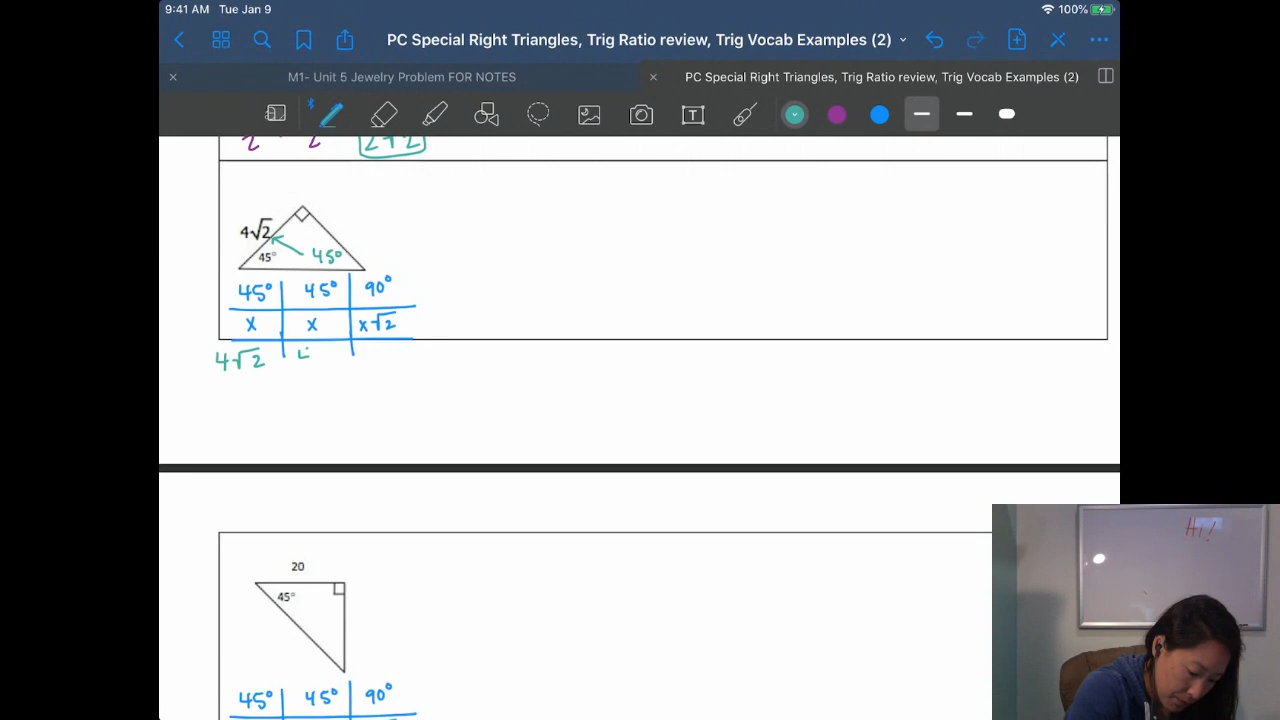 9:41 AM Tue Jan 9
100%
PC Special Right Triangles, Trig Ratio review, Trig Vocab Examples (2)
M1- Unit 5 Jewelry Problem FOR NOTES
PC Special Right Triangles, Trig Ratio review, Trig Vocab Examples (2)
T
2 2
4√2
45° 45°
45° 45° 90°
x x x√2
4√2
20
45°
45° 45° 90°
Hi!